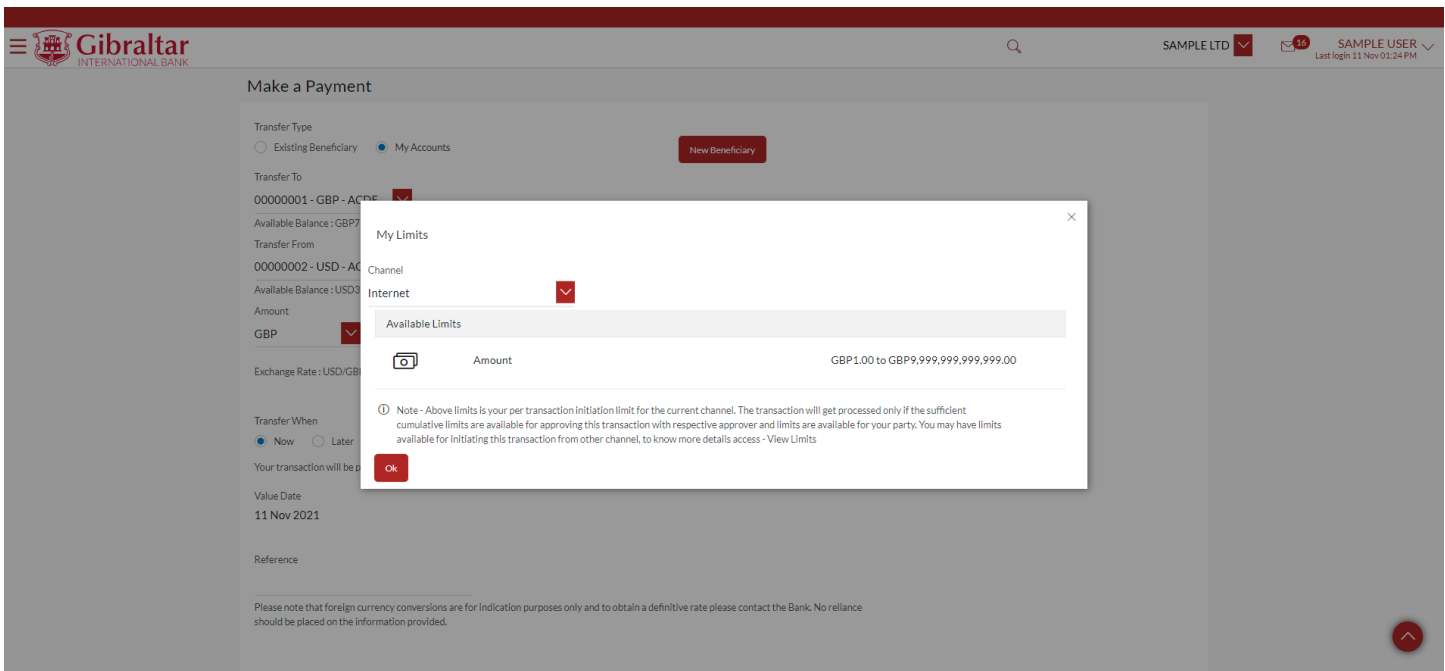 Gibraltar
INTERNATIONAL BANK
SAMPLE LTD
16
SAMPLE USER
Last login 11 Nov 01:24 PM
Make a Payment
Transfer Type
Existing Beneficiary
My Accounts
New Beneficiary
Transfer To
00000001 - GBP - ACDF
Available Balance : GBP7
Transfer From
00000002 - USD - AC
Available Balance : USD3
Amount
GBP
Exchange Rate : USD/GB
Transfer When
Now
Later
Your transaction will be p
Value Date
11 Nov 2021
Reference
Please note that foreign currency conversions are for indication purposes only and to obtain a definitive rate please contact the Bank. No reliance
should be placed on the information provided.
My Limits
Channel
Internet
Available Limits
Amount
GBP1.00 to GBP9,999,999,999,999.00
Note - Above limits is your per transaction initiation limit for the current channel. The transaction will get processed only if the sufficient
cumulative limits are available for approving this transaction with respective approver and limits are available for your party. You may have limits
available for initiating this transaction from other channel, to know more details access - View Limits
Ok